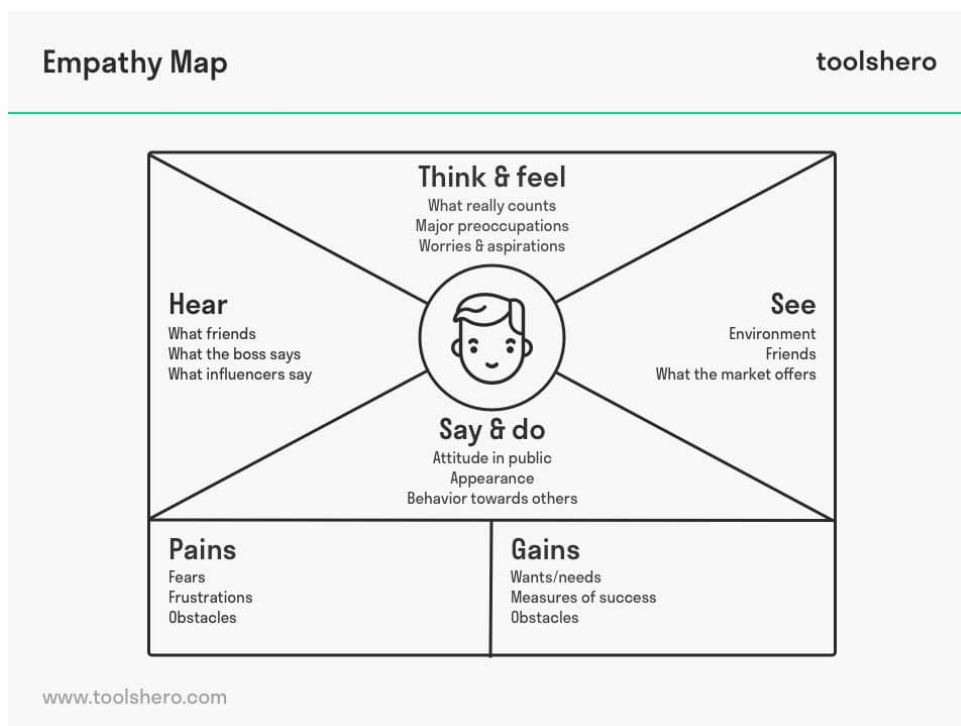 Empathy Map
toolshero
Think & feel
What really counts
Major preoccupations
Worries & aspirations
Hear
What friends
What the boss says
What influencers say
See
Environment
Friends
What the market offers
Say & do
Attitude in public
Appearance
Behavior towards others
Pains
Fears
Frustrations
Obstacles
Gains
Wants/needs
Measures of success
Obstacles
www.toolshero.com